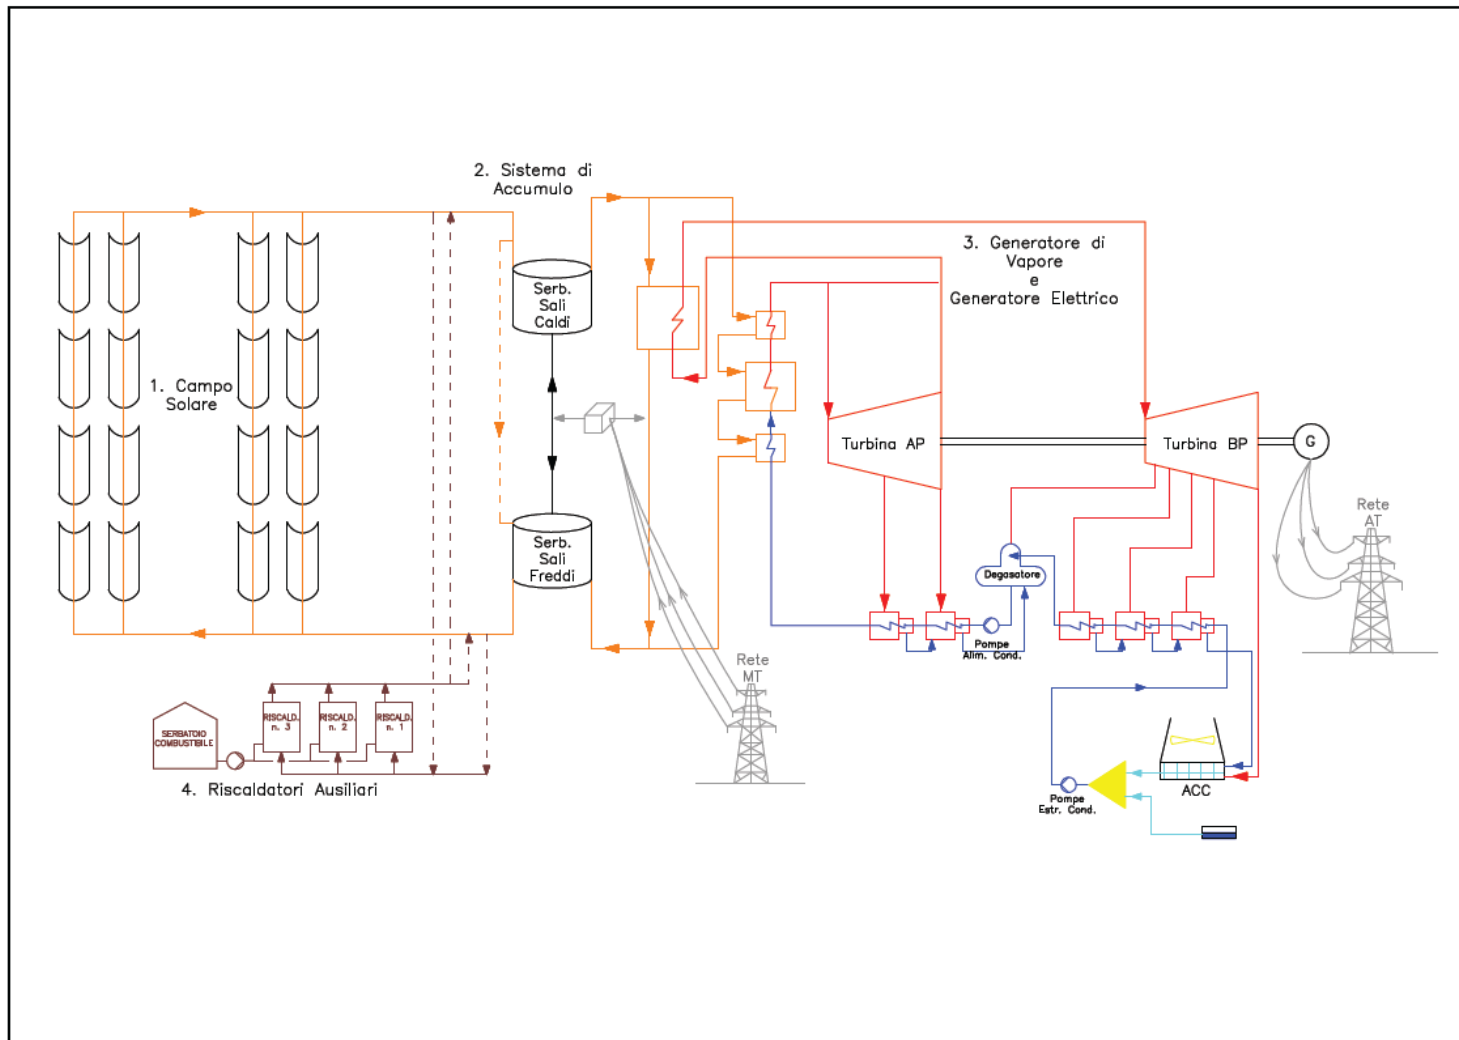 2. Sistema di
Accumulo
3. Generatore di
Vapore
e
Generatore Elettrico
Serb.
Sali
Caldi
1. Campo
Solare
Turbina AP
Turbina BP
G
Rete
AT
Serb.
Sali
Freddi
Degasatore
Pompe
Alim. Cond.
Rete
MT
SERBATOIO
COMBUSTIBILE
RISCALD.
n. 3
RISCALD.
n. 2
RISCALD.
n. 1
4. Riscaldatori Ausiliari
ACC
Pompe
Estr. Cond.